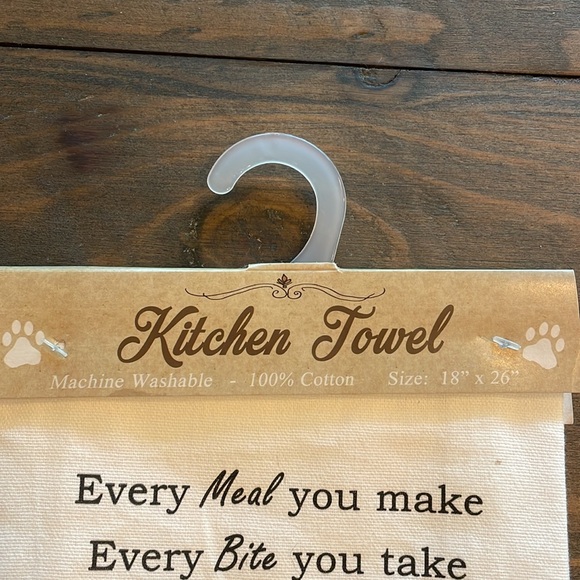 Kitchen Towel
Machine Washable - 100% Cotton Size: 18" x 26"
Every Meal you make
Every Bite you take